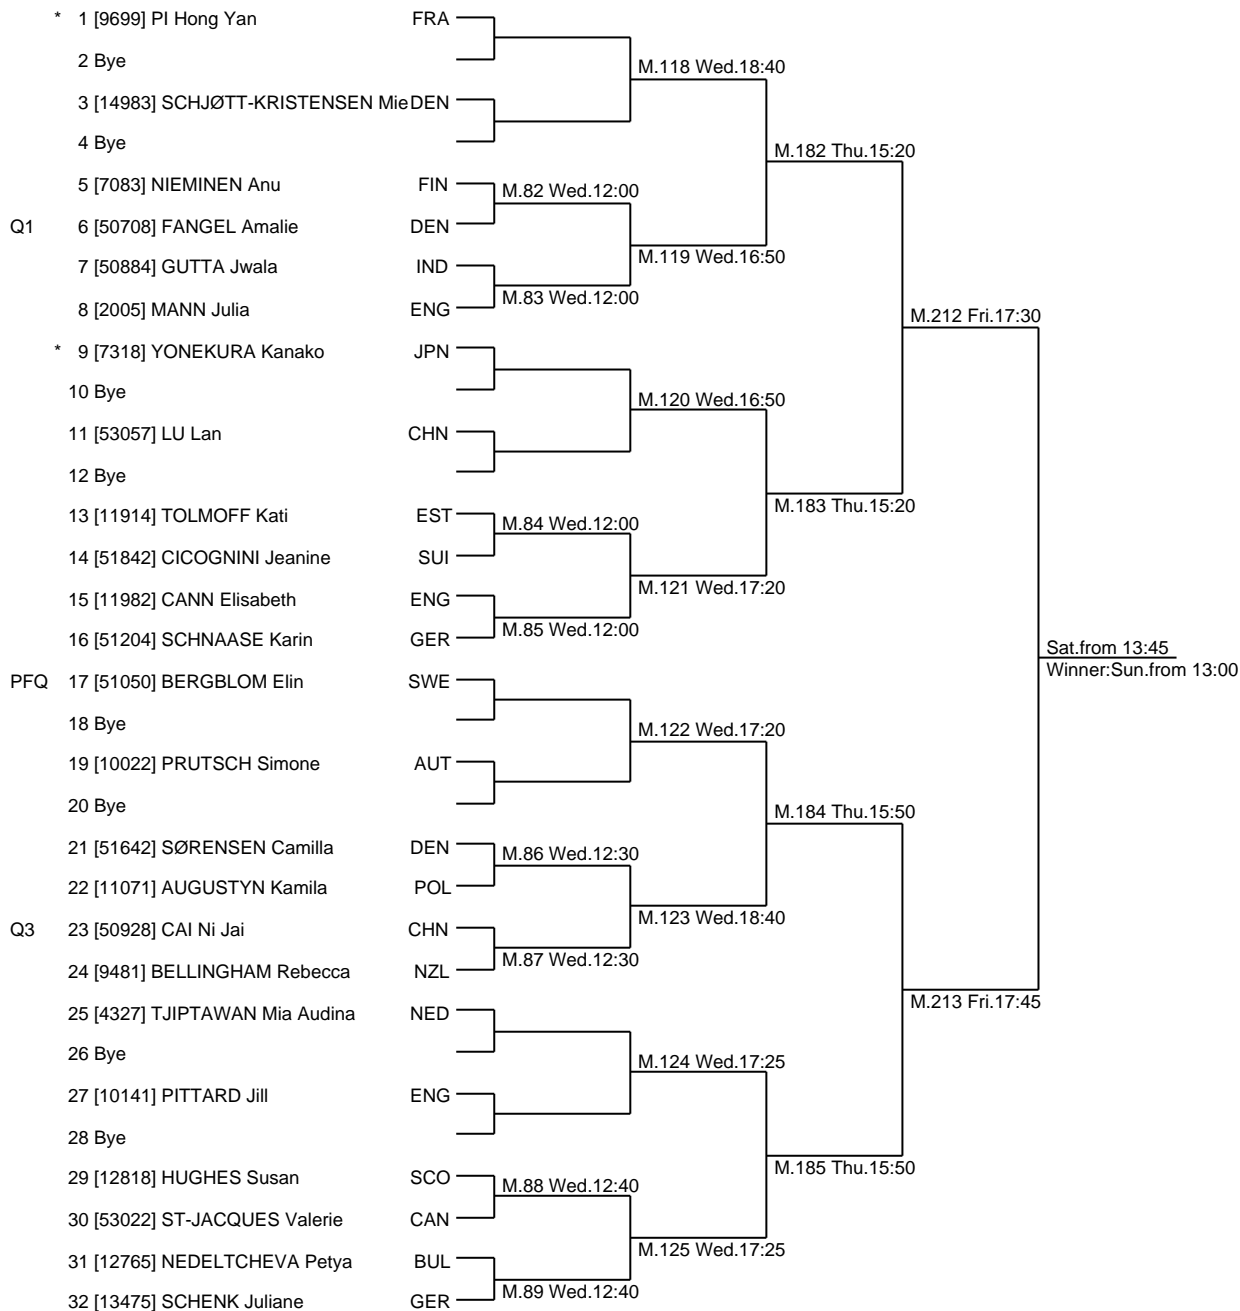 * 1 [9699] PI Hong Yan FRA
2 Bye
M.118 Wed.18:40
3 [14983] SCHJØTT-KRISTENSEN Mie DEN
4 Bye
M.182 Thu.15:20
5 [7083] NIEMINEN Anu FIN
M.82 Wed.12:00
Q1 6 [50708] FANGEL Amalie DEN
M.119 Wed.16:50
7 [50884] GUTTA Jwala IND
M.83 Wed.12:00
8 [2005] MANN Julia ENG
M.212 Fri.17:30
* 9 [7318] YONEKURA Kanako JPN
10 Bye
M.120 Wed.16:50
11 [53057] LU Lan CHN
12 Bye
M.183 Thu.15:20
13 [11914] TOLMOFF Kati EST
M.84 Wed.12:00
14 [51842] CICOGNINI Jeanine SUI
M.121 Wed.17:20
15 [11982] CANN Elisabeth ENG
M.85 Wed.12:00
16 [51204] SCHNAASE Karin GER
Sat.from 13:45
Winner:Sun.from 13:00
PFQ 17 [51050] BERGBLOM Elin SWE
18 Bye
M.122 Wed.17:20
19 [10022] PRUTSCH Simone AUT
20 Bye
M.184 Thu.15:50
21 [51642] SØRENSEN Camilla DEN
M.86 Wed.12:30
22 [11071] AUGUSTYN Kamila POL
M.123 Wed.18:40
Q3 23 [50928] CAI Ni Jai CHN
M.87 Wed.12:30
24 [9481] BELLINGHAM Rebecca NZL
M.213 Fri.17:45
25 [4327] TJIPTAWAN Mia Audina NED
26 Bye
M.124 Wed.17:25
27 [10141] PITTARD Jill ENG
28 Bye
M.185 Thu.15:50
29 [12818] HUGHES Susan SCO
M.88 Wed.12:40
30 [53022] ST-JACQUES Valerie CAN
M.125 Wed.17:25
31 [12765] NEDELTCHEVA Petya BUL
M.89 Wed.12:40
32 [13475] SCHENK Juliane GER